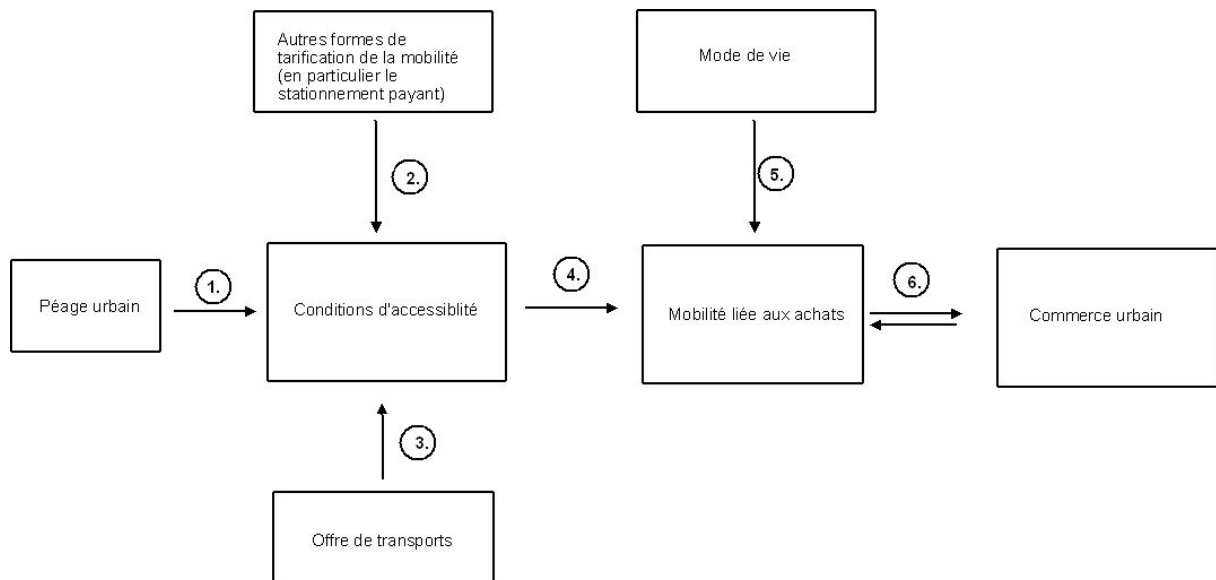 Autres formes de
tarification de la mobilité
(en particulier le
stationnement payant)
Mode de vie
2.
5.
Péage urbain
1.
Conditions d'accessiblité
4.
Mobilité liée aux achats
6.
Commerce urbain
3.
Offre de transports